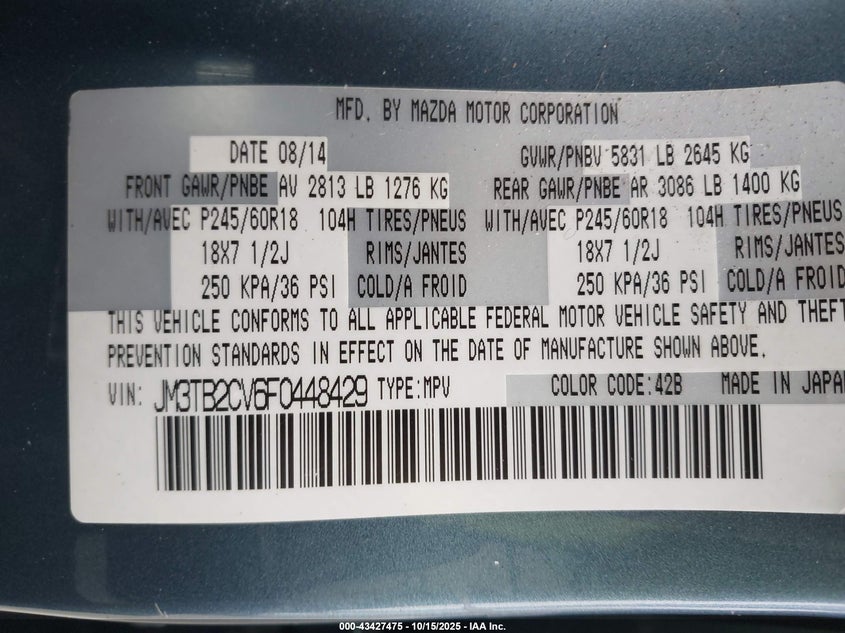 MFD. BY MAZDA MOTOR CORPORATION
DATE 08/14 GVWR/PNBV 5831 LB 2645 KG
FRONT GAWR/PNBE AV 2813 LB 1276 KG REAR GAWR/PNBE AR 3086 LB 1400 KG
WITH/AVEC P245/60R18 104H TIRES/PNEUS WITH/AVEC P245/60R18 104H TIRES/PNEUS
18X7 1/2J RIMS/JANTES 18X7 1/2J RIMS/JANTES
250 KPA/36 PSI COLD/A FROID 250 KPA/36 PSI COLD/A FROID
THIS VEHICLE CONFORMS TO ALL APPLICABLE FEDERAL MOTOR VEHICLE SAFETY AND THEFT
PREVENTION STANDARDS IN EFFECT ON THE DATE OF MANUFACTURE SHOWN ABOVE.
VIN: JM3TB2CV6F0448429 TYPE:MPV COLOR CODE:42B MADE IN JAPA
000-43427475 - 10/15/2025 - IAA Inc.